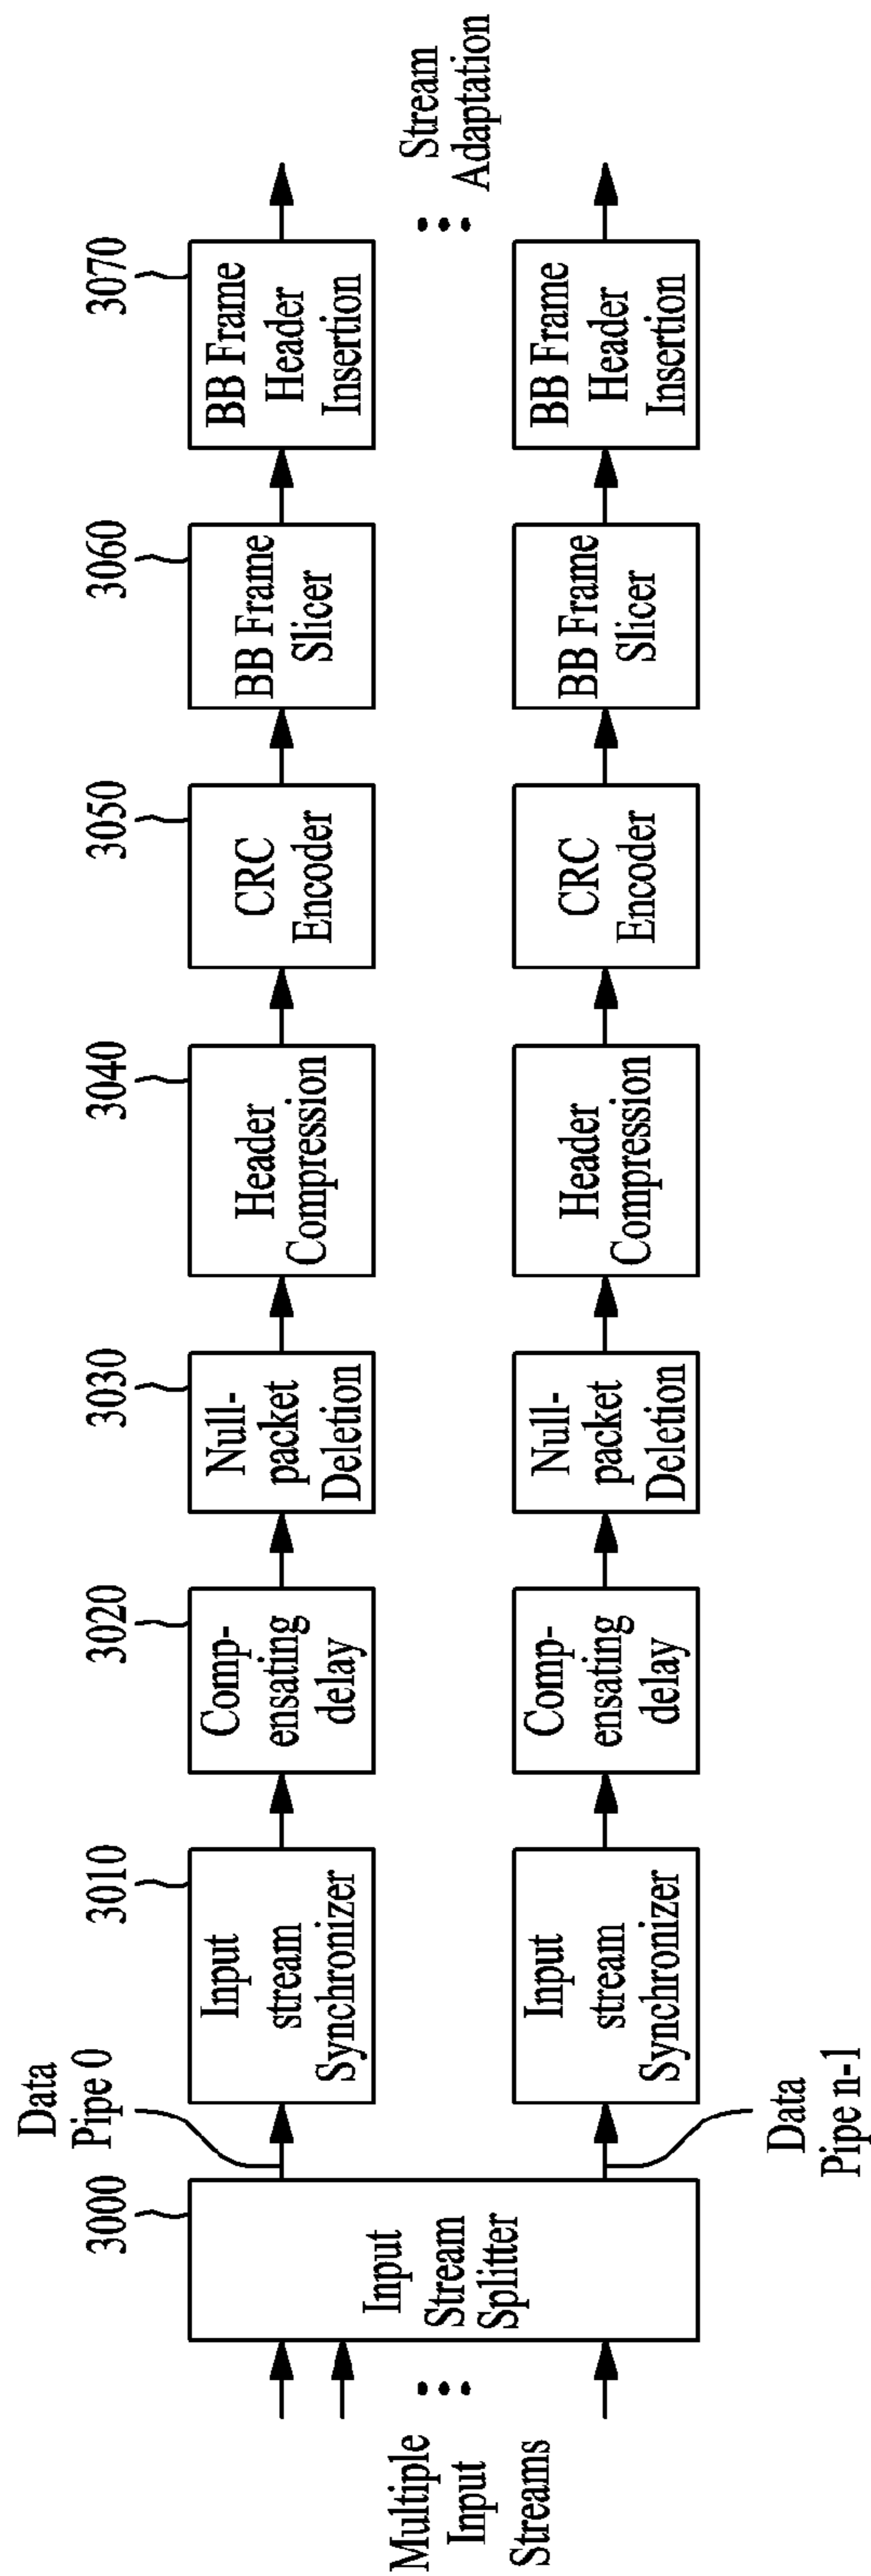 3000
3010
3020
3030
3040
3050
3060
3070
Data
Pipe 0
Multiple
Input
Streams
Input
Stream
Splitter
Input
stream
Synchronizer
Comp-
ensating
delay
Null-
packet
Deletion
Header
Compression
CRC
Encoder
BB Frame
Slicer
BB Frame
Header
Insertion
Stream
Adaptation
Input
stream
Synchronizer
Comp-
ensating
delay
Null-
packet
Deletion
Header
Compression
CRC
Encoder
BB Frame
Slicer
BB Frame
Header
Insertion
Data
Pipe n-1